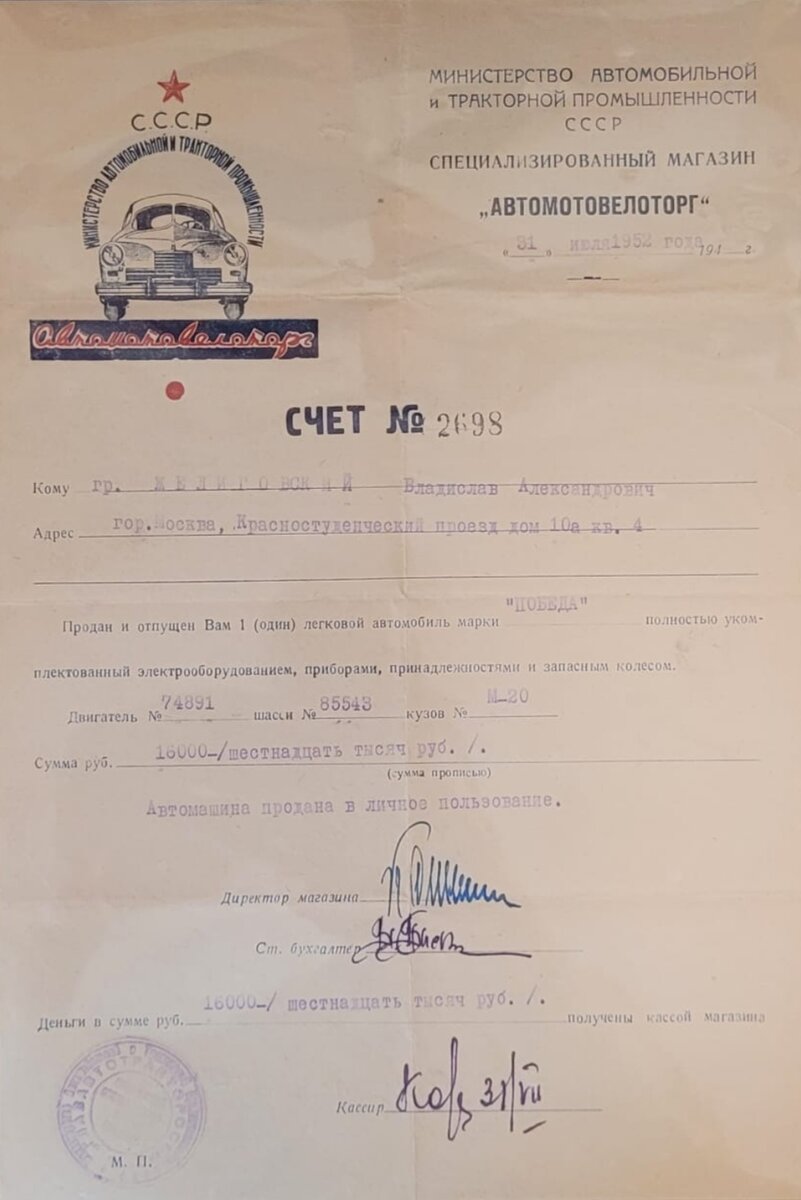 С.С.С.Р
МИНИСТЕРСТВО АВТОМОБИЛЬНОЙ И ТРАКТОРНОЙ ПРОМЫШЛЕННОСТИ
Автомотовелоторг
МИНИСТЕРСТВО АВТОМОБИЛЬНОЙ
и ТРАКТОРНОЙ ПРОМЫШЛЕННОСТИ
СССР
СПЕЦИАЛИЗИРОВАННЫЙ МАГАЗИН
„АВТОМОТОВЕЛОТОРГ“
« 31 » июля 1952 года 194 г.
СЧЕТ № 2698
Кому гр. ЖЕЛИГОВСКИЙ Владислав Александрович
Адрес гор.Москва, Красностуденческий проезд дом 10а кв. 4
Продан и отпущен Вам 1 (один) легковой автомобиль марки "ПОБЕДА" полностью уком-
плектованный электрооборудованием, приборами, принадлежностями и запасным колесом.
Двигатель № 74891 шасси № 85543 кузов № М-20
Сумма руб. 16000-/шестнадцать тысяч руб. /.
(сумма прописью)
Автомашина продана в личное пользование.
Директор магазина
Ст. бухгалтер
Деньги в сумме руб. 16000-/ шестнадцать тысяч руб. /. получены кассой магазина
Кассир 31/VII
М. П.